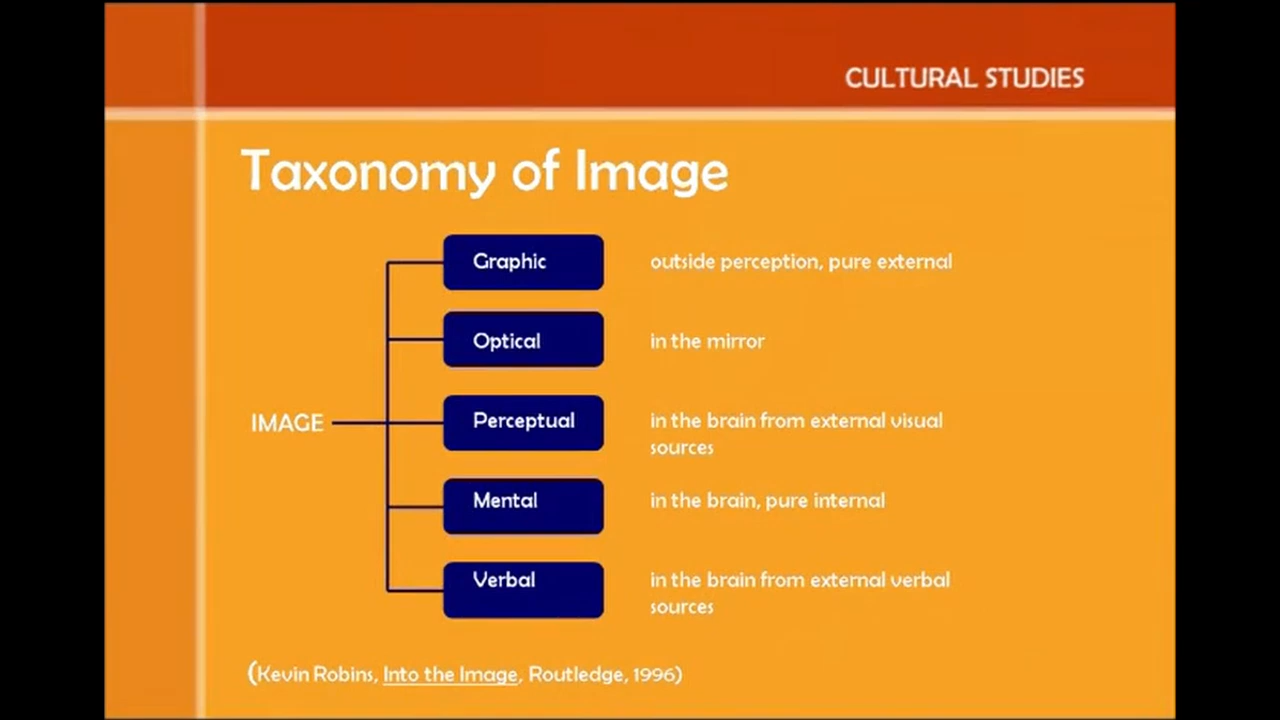 CULTURAL STUDIES
Taxonomy of Image
Graphic outside perception, pure external
Optical in the mirror
IMAGE Perceptual in the brain from external visual
sources
Mental in the brain, pure internal
Verbal in the brain from external verbal
sources
(Kevin Robins, Into the Image, Routledge, 1996)